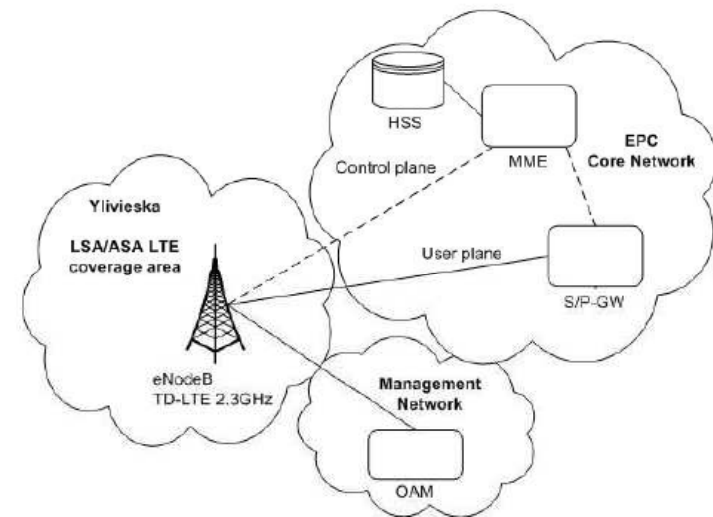 HSS
MME
EPC
Core Network
Control plane
Ylivieska
LSA/ASA LTE
coverage area
User plane
S/P-GW
eNodeB
TD-LTE 2.3GHz
Management
Network
OAM